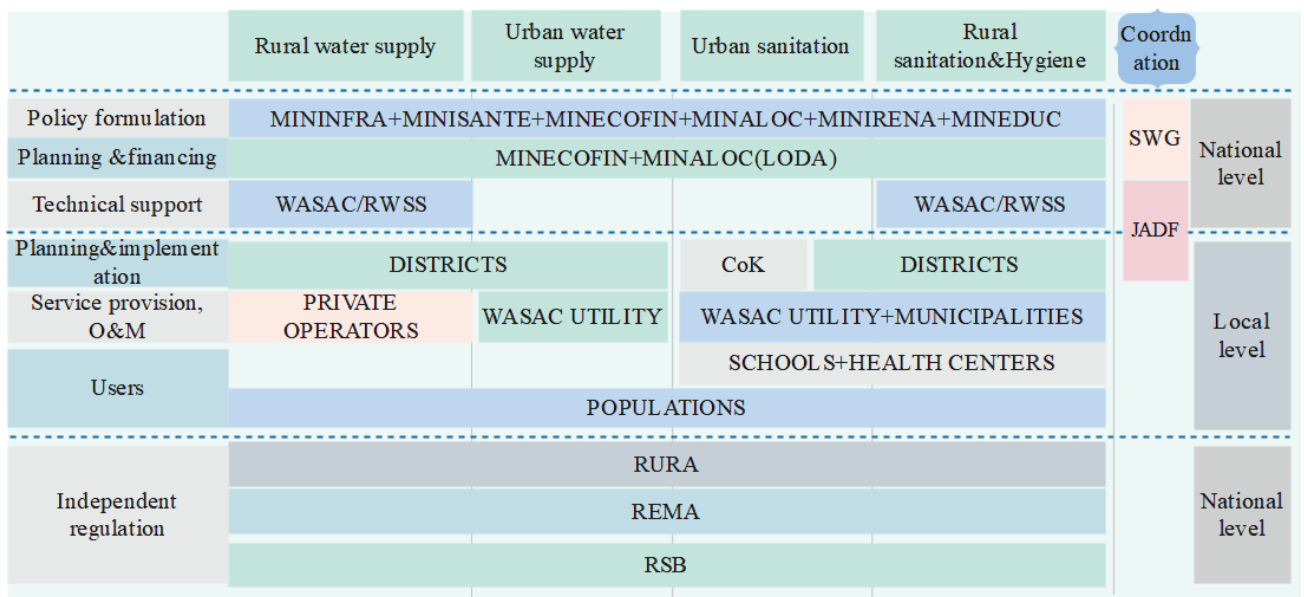 Rural water supply
Urban water
supply
Urban sanitation
Rural
sanitation&Hygiene
Coordn
ation
Policy formulation
MININFRA+MINISANTE+MINECOFIN+MINALOC+MINIRENA+MINEDUC
SWG
National
level
Planning &financing
MINECOFIN+MINALOC(LODA)
Technical support
WASAC/RWSS
WASAC/RWSS
JADF
Planning&implement
ation
DISTRICTS
CoK
DISTRICTS
Local
level
Service provision,
O&M
PRIVATE
OPERATORS
WASAC UTILITY
WASAC UTILITY+MUNICIPALITIES
Users
SCHOOLS+HEALTH CENTERS
POPULATIONS
Independent
regulation
RURA
REMA
RSB
National
level